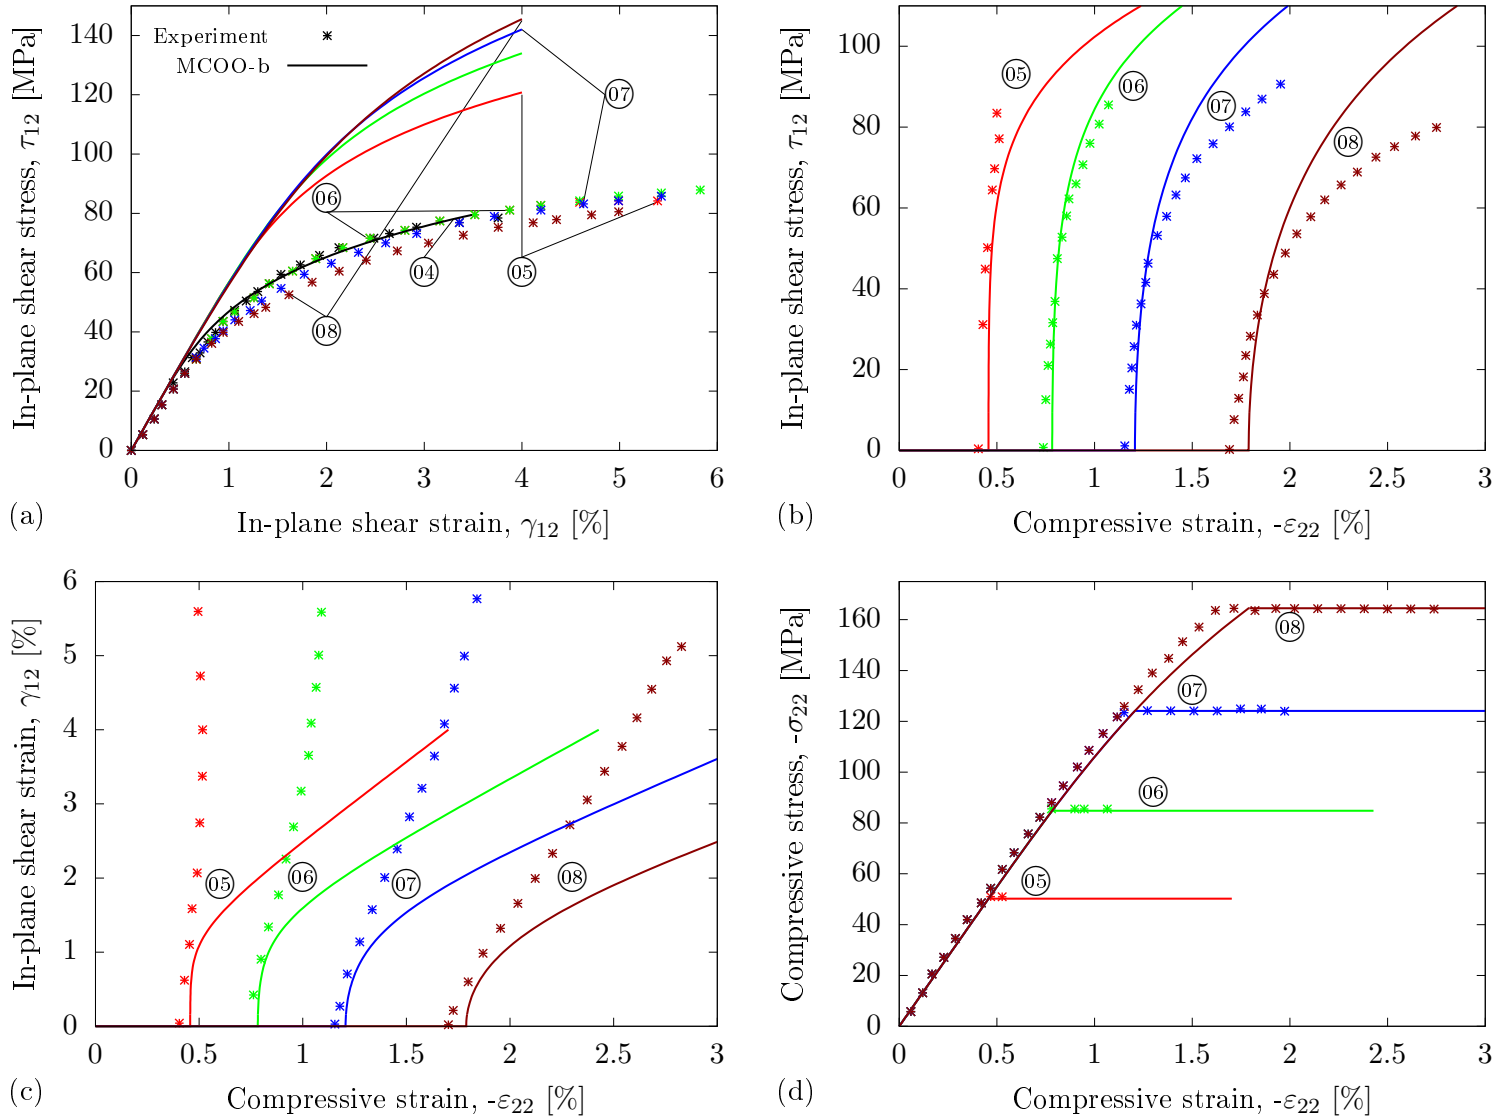 In-plane shear stress, τ12 [MPa]
140
120
100
80
60
40
20
0
Experiment
MCOO-b
07
06
04
05
08
0 1 2 3 4 5 6
In-plane shear strain, γ12 [%]
(a)
In-plane shear stress, τ12 [MPa]
100
80
60
40
20
0
05
06
07
08
0 0.5 1 1.5 2 2.5 3
Compressive strain, -ε22 [%]
(b)
In-plane shear strain, γ12 [%]
6
5
4
3
2
1
0
05
06
07
08
0 0.5 1 1.5 2 2.5 3
Compressive strain, -ε22 [%]
(c)
Compressive stress, -σ22 [MPa]
160
140
120
100
80
60
40
20
0
08
07
06
05
0 0.5 1 1.5 2 2.5 3
Compressive strain, -ε22 [%]
(d)